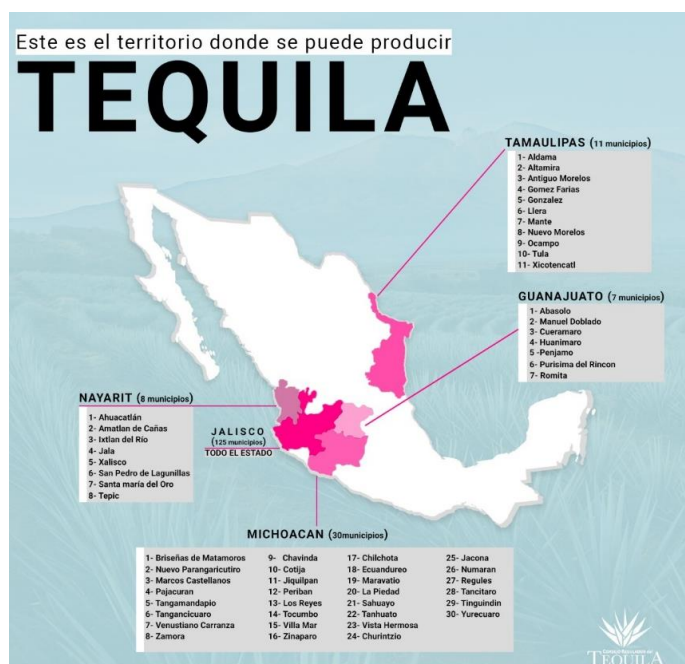 Este es el territorio donde se puede producir
TEQUILA
TAMAULIPAS (11 municipios)
1- Aldama
2- Altamira
3- Antiguo Morelos
4- Gomez Farias
5- Gonzalez
6- Llera
7- Mante
8- Nuevo Morelos
9- Ocampo
10- Tula
11- Xicotencatl
GUANAJUATO (7 municipios)
1- Abasolo
2- Manuel Doblado
3- Cueramaro
4- Huanimaro
5 -Penjamo
6- Purisima del Rincon
7- Romita
NAYARIT (8 municipios)
1- Ahuacatlán
2- Amatlan de Cañas
3- Ixtlan del Río
4- Jala
5- Xalisco
6- San Pedro de Lagunillas
7- Santa maría del Oro
8- Tepic
JALISCO
(125 municipios)
TODO EL ESTADO
MICHOACAN (30municipios)
1- Briseñas de Matamoros
2- Nuevo Parangaricutiro
3- Marcos Castellanos
4- Pajacuran
5- Tangamandapio
6- Tangancicuaro
7- Venustiano Carranza
8- Zamora
9- Chavinda
10- Cotija
11- Jiquilpan
12- Periban
13- Los Reyes
14- Tocumbo
15- Villa Mar
16- Zinaparo
17- Chilchota
18- Ecuandureo
19- Maravatio
20- La Piedad
21- Sahuayo
22- Tanhuato
23- Vista Hermosa
24- Churintzio
25- Jacona
26- Numaran
27- Regules
28- Tancitaro
29- Tinguindin
30- Yurecuaro
CONSEJO REGULADOR DEL
TEQUILA